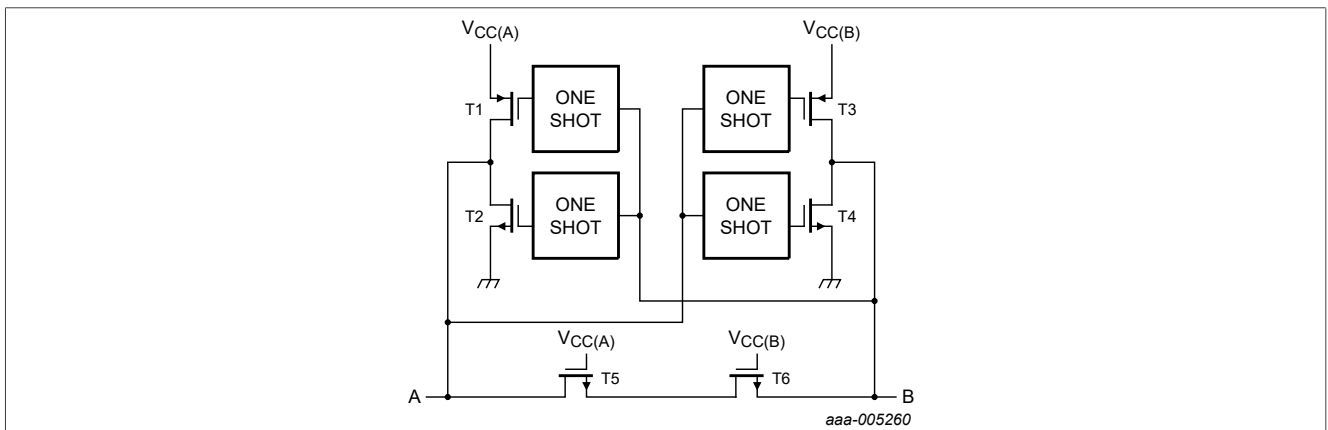 VCC(A)
VCC(B)
T1
ONE
SHOT
ONE
SHOT
T3
T2
ONE
SHOT
ONE
SHOT
T4
VCC(A)
VCC(B)
T5
T6
A
B
aaa-005260